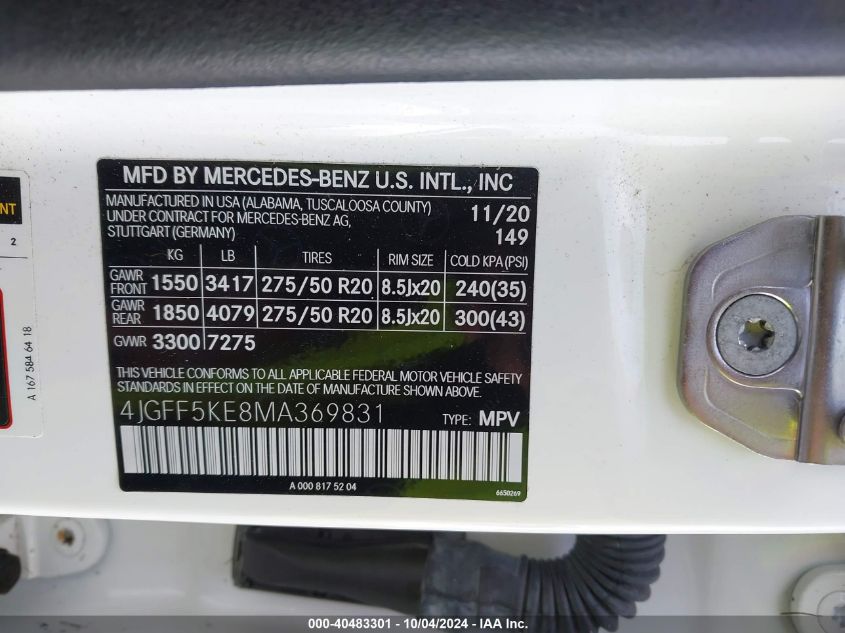 MFD BY MERCEDES-BENZ U.S. INTL., INC
MANUFACTURED IN USA (ALABAMA, TUSCALOOSA COUNTY) 11/20
UNDER CONTRACT FOR MERCEDES-BENZ AG,
STUTTGART (GERMANY) 149
KG LB TIRES RIM SIZE COLD KPA (PSI)
GAWR FRONT 1550 3417 275/50 R20 8.5Jx20 240(35)
GAWR REAR 1850 4079 275/50 R20 8.5Jx20 300(43)
GVWR 3300 7275
THIS VEHICLE CONFORMS TO ALL APPLICABLE FEDERAL MOTOR VEHICLE SAFETY
STANDARDS IN EFFECT ON THE DATE OF MANUFACTURE SHOWN ABOVE.
4JGFF5KE8MA369831 TYPE: MPV
A 000 817 52 04
6650269
NT
2
A 167 584 64 18
000-40483301 - 10/04/2024 - IAA Inc.